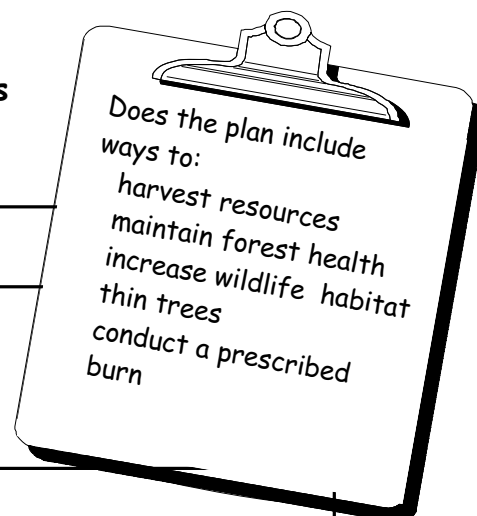 s
Does the plan include
ways to:
harvest resources
maintain forest health
increase wildlife habitat
thin trees
conduct a prescribed
burn